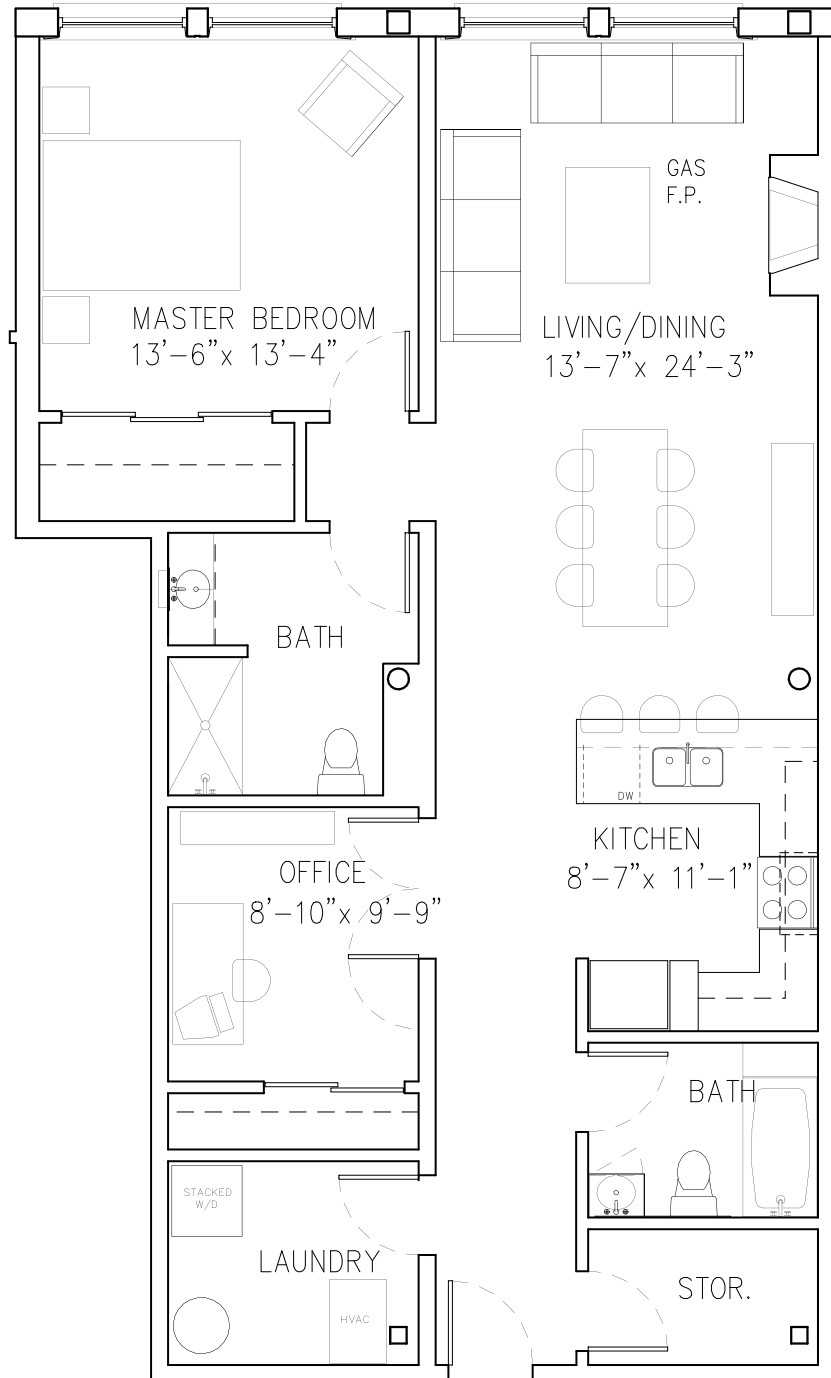 GAS
F.P.
MASTER BEDROOM
13'-6"x 13'-4"
LIVING/DINING
13'-7"x 24'-3"
BATH
DW
KITCHEN
8'-7"x 11'-1"
OFFICE
8'-10"x 9'-9"
BATH
STACKED
W/D
LAUNDRY
STOR.
HVAC